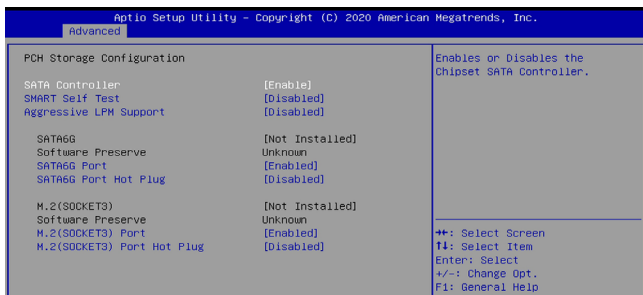 Aptio Setup Utility – Copyright (C) 2020 American Megatrends, Inc.
Advanced
PCH Storage Configuration
SATA Controller [Enable]
SMART Self Test [Disabled]
Aggressive LPM Support [Disabled]
SATA6G [Not Installed]
Software Preserve Unknown
SATA6G Port [Enabled]
SATA6G Port Hot Plug [Disabled]
M.2(SOCKET3) [Not Installed]
Software Preserve Unknown
M.2(SOCKET3) Port [Enabled]
M.2(SOCKET3) Port Hot Plug [Disabled]
Enables or Disables the
Chipset SATA Controller.
→←: Select Screen
↑↓: Select Item
Enter: Select
+/-: Change Opt.
F1: General Help